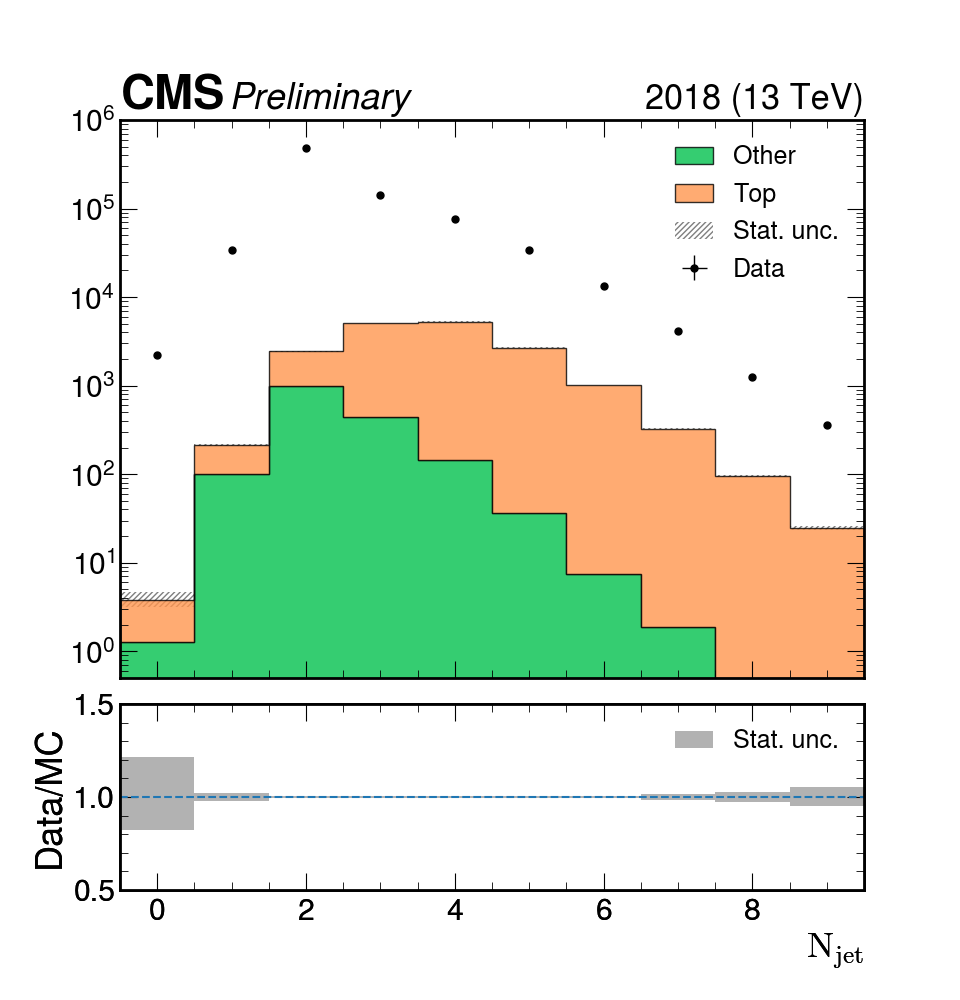 CMS Preliminary 2018 (13 TeV)
10^6
10^5
10^4
10^3
10^2
10^1
10^0
Other
Top
Stat. unc.
Data
Data/MC
1.5
1.0
0.5
Stat. unc.
0 2 4 6 8
N_jet